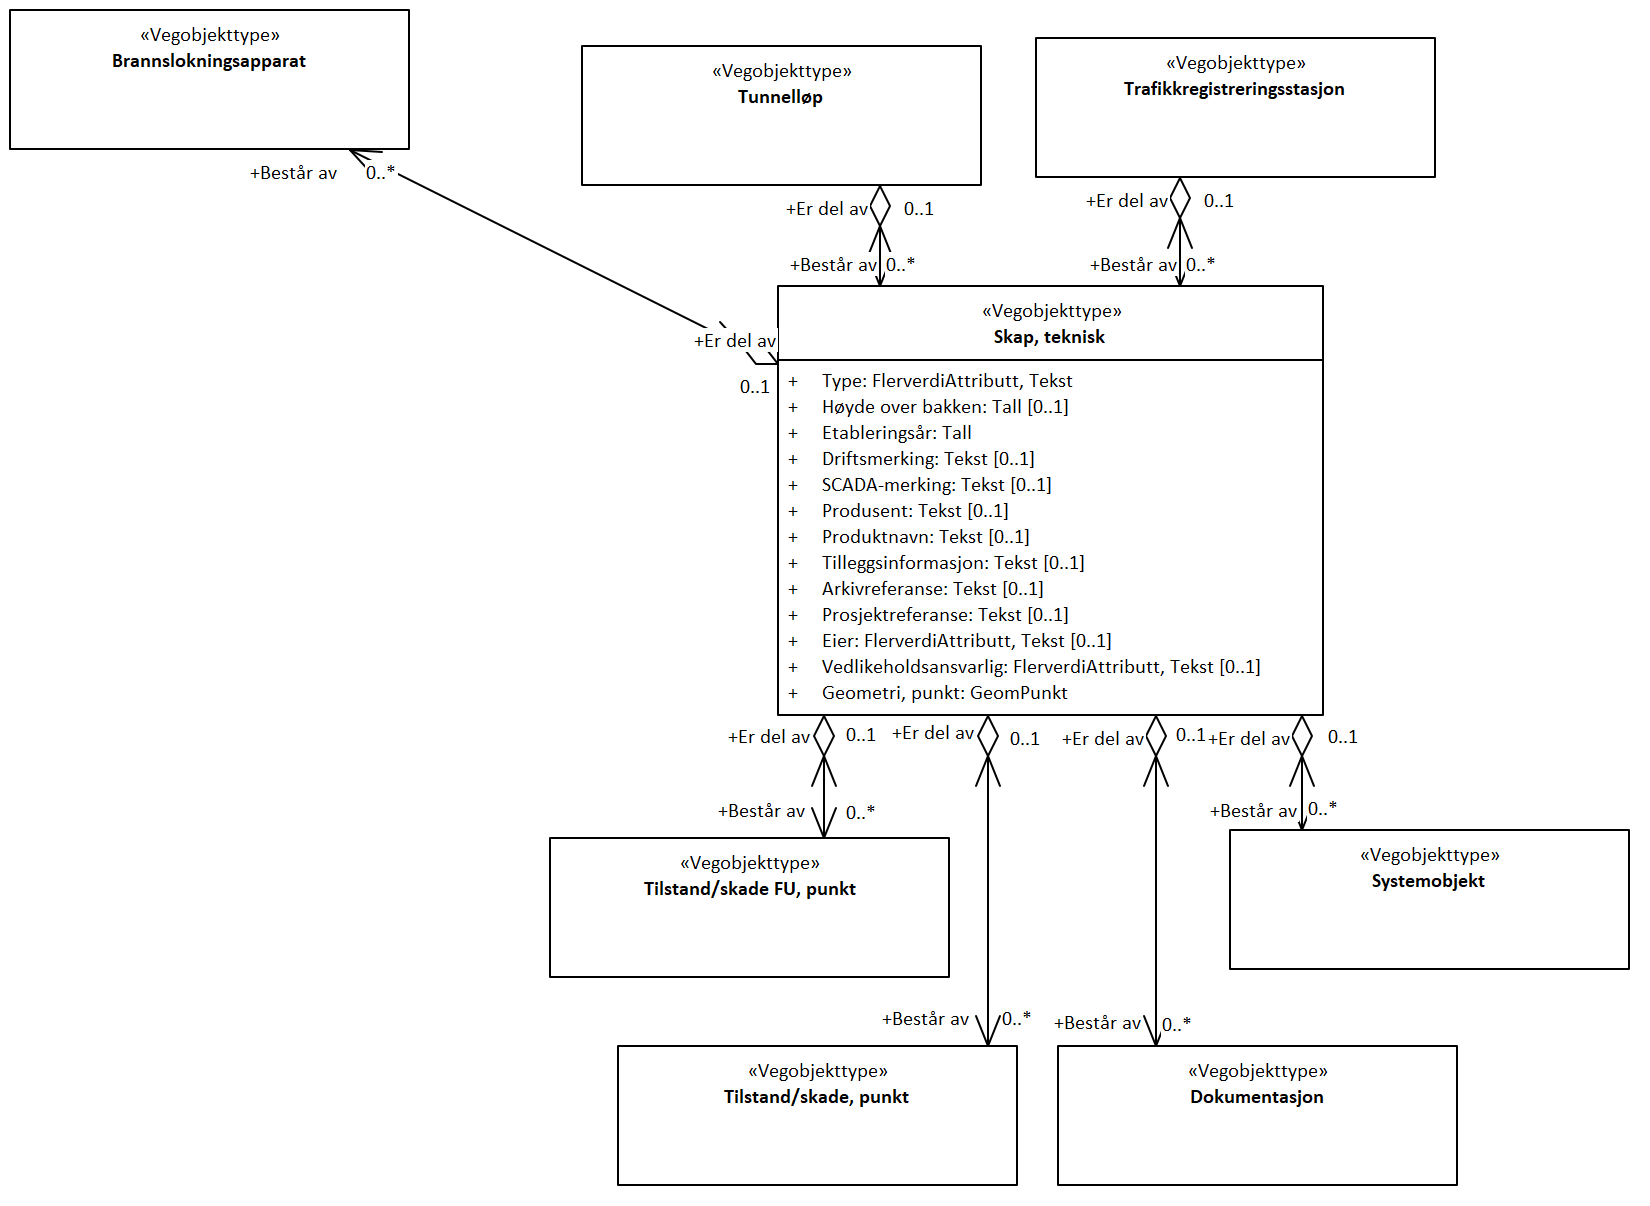 «Vegobjekttype»
Brannslokningsapparat
«Vegobjekttype»
Tunnelløp
«Vegobjekttype»
Trafikkregistreringsstasjon
+Består av 0..*
+Er del av 0..1
+Består av 0..*
+Er del av 0..1
+Består av 0..*
+Er del av
0..1
«Vegobjekttype»
Skap, teknisk
+ Type: FlerverdiAttributt, Tekst
+ Høyde over bakken: Tall [0..1]
+ Etableringsår: Tall
+ Driftsmerking: Tekst [0..1]
+ SCADA-merking: Tekst [0..1]
+ Produsent: Tekst [0..1]
+ Produktnavn: Tekst [0..1]
+ Tilleggsinformasjon: Tekst [0..1]
+ Arkivreferanse: Tekst [0..1]
+ Prosjektreferanse: Tekst [0..1]
+ Eier: FlerverdiAttributt, Tekst [0..1]
+ Vedlikeholdsansvarlig: FlerverdiAttributt, Tekst [0..1]
+ Geometri, punkt: GeomPunkt
+Er del av 0..1
+Er del av 0..1
+Er del av 0..1
+Er del av 0..1
+Består av 0..*
+Består av 0..*
«Vegobjekttype»
Tilstand/skade FU, punkt
«Vegobjekttype»
Systemobjekt
+Består av 0..*
+Består av 0..*
«Vegobjekttype»
Tilstand/skade, punkt
«Vegobjekttype»
Dokumentasjon